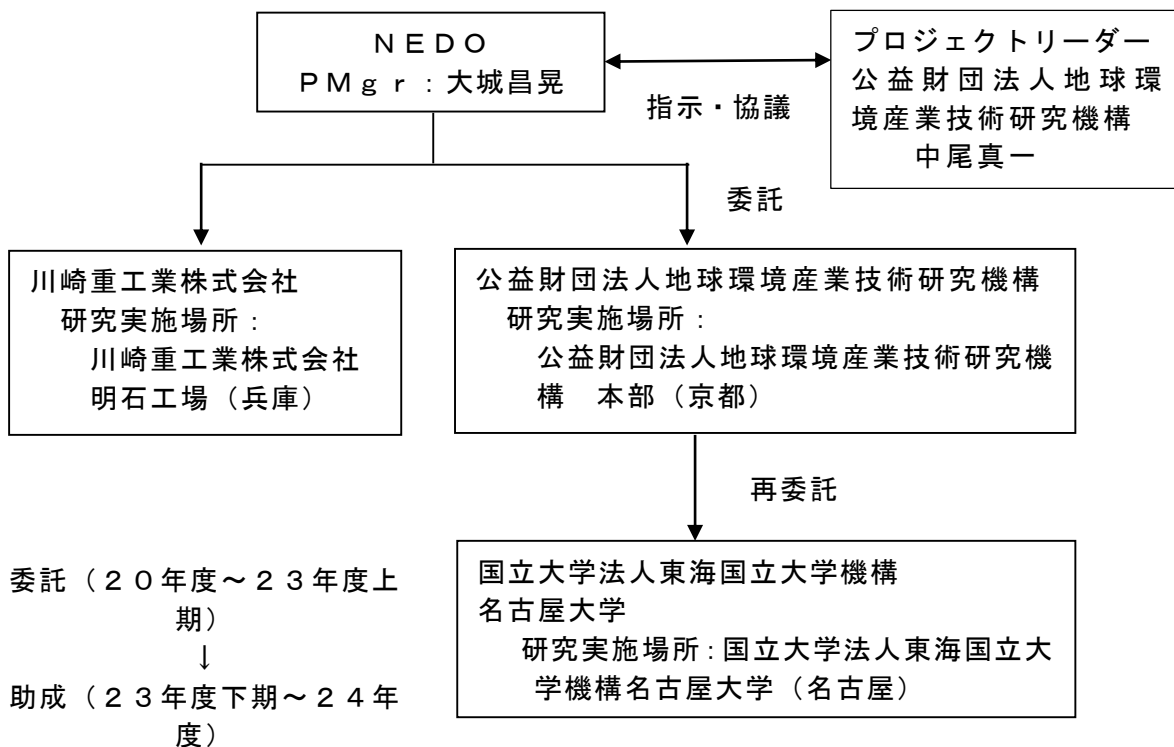 NEDO
PMgr:大城昌晃
プロジェクトリーダー
公益財団法人地球環
境産業技術研究機構
中尾真一
指示・協議
委託
川崎重工業株式会社
研究実施場所:
川崎重工業株式会社
明石工場(兵庫)
公益財団法人地球環境産業技術研究機構
研究実施場所:
公益財団法人地球環境産業技術研究機
構 本部(京都)
再委託
国立大学法人東海国立大学機構
名古屋大学
研究実施場所:国立大学法人東海国立大
学機構名古屋大学(名古屋)
委託(20年度~23年度上
期)
↓
助成(23年度下期~24年
度)